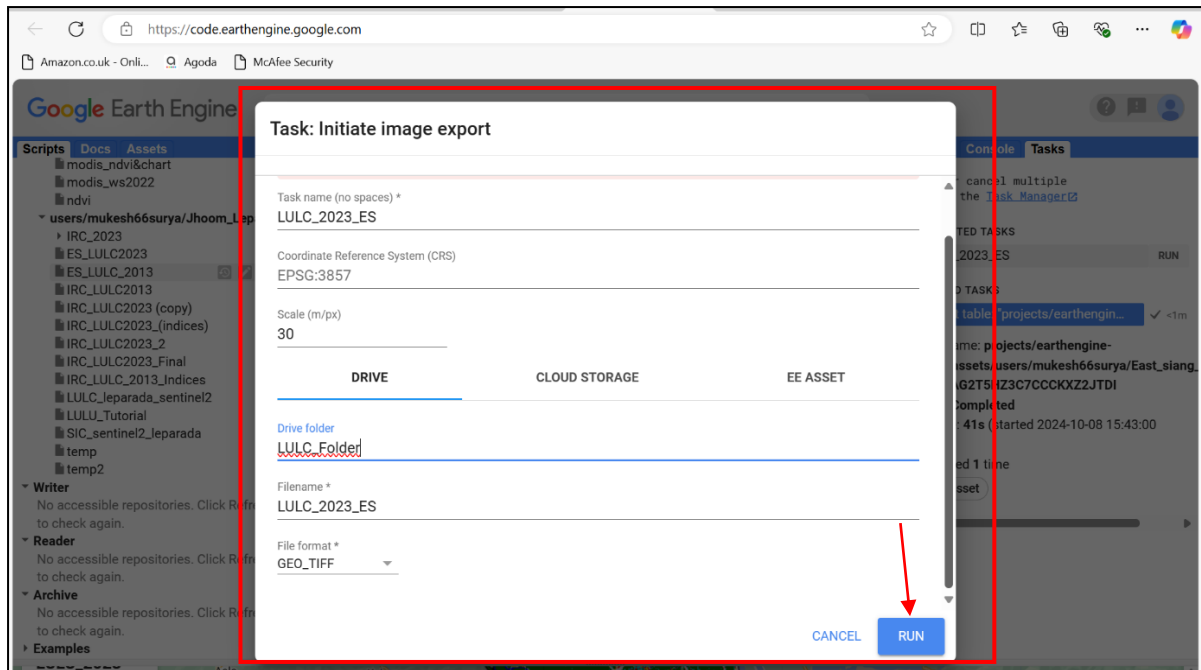 https://code.earthengine.google.com
Amazon.co.uk - Onli... Agoda McAfee Security
Google Earth Engine
Scripts Docs Assets
modis_ndvi&chart
modis_ws2022
ndvi
users/mukesh66surya/Jhoom_Lep
IRC_2023
ES_LULC2023
ES_LULC_2013
IRC_LULC2013
IRC_LULC2023 (copy)
IRC_LULC2023_(indices)
IRC_LULC2023_2
IRC_LULC2023_Final
IRC_LULC_2013_Indices
LULC_leparada_sentinel2
LULU_Tutorial
SIC_sentinel2_leparada
temp
temp2
Writer
No accessible repositories. Click Refr
to check again.
Reader
No accessible repositories. Click Refr
to check again.
Archive
No accessible repositories. Click Refr
to check again.
Examples
Task: Initiate image export
Task name (no spaces) *
LULC_2023_ES
Coordinate Reference System (CRS)
EPSG:3857
Scale (m/px)
30
DRIVE CLOUD STORAGE EE ASSET
Drive folder
LULC_Folder
Filename *
LULC_2023_ES
File format *
GEO_TIFF
CANCEL RUN
Console Tasks
cancel multiple
the Task Manager
TED TASKS
_2023_ES RUN
D TASKS
t table: "projects/earthengin... <1m
ame: projects/earthengine-
assets/users/mukesh66surya/East_siang_
Completed
: 41s (started 2024-10-08 15:43:00
ed 1 time
sset